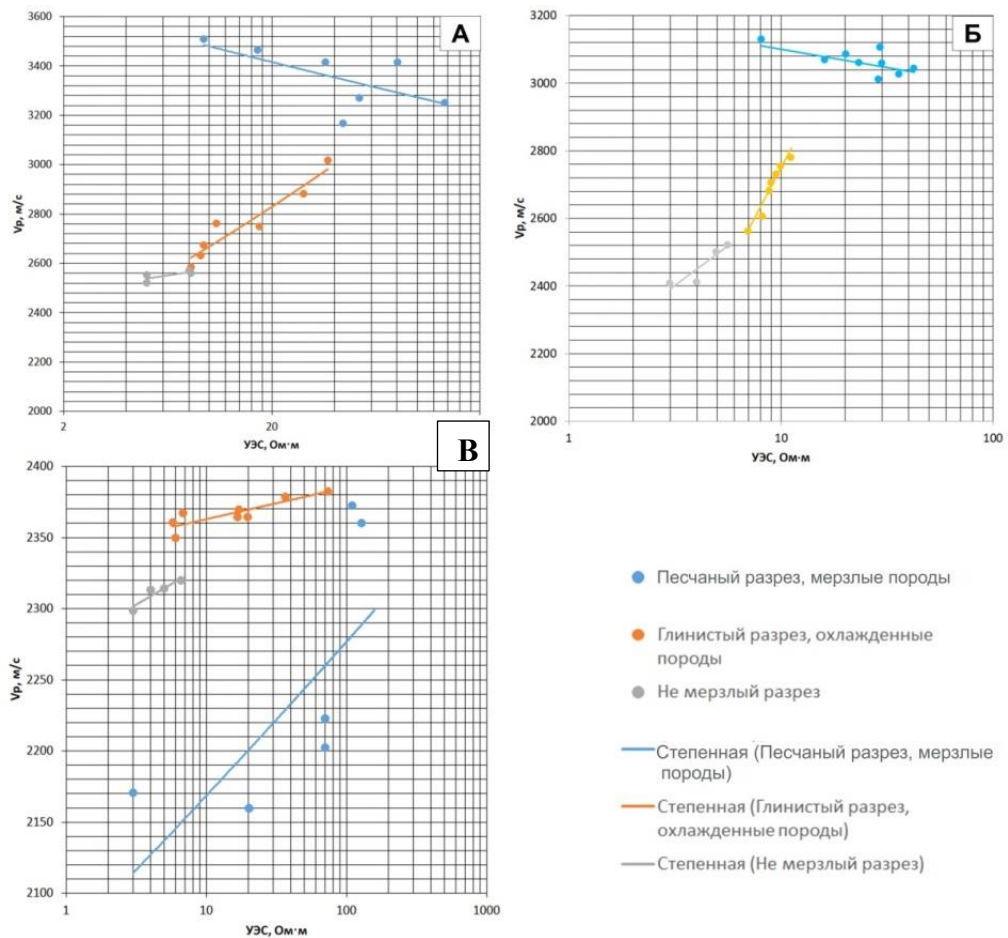 А
3600
3400
3200
3000
2800
2600
2400
2200
2000
Vp, м/с
2
20
УЭС, Ом·м
Б
3200
3000
2800
2600
2400
2200
2000
Vp, м/с
1
10
100
УЭС, Ом·м
В
2400
2350
2300
2250
2200
2150
2100
Vp, м/с
1
10
100
1000
УЭС, Ом·м
Песчаный разрез, мерзлые породы
Глинистый разрез, охлажденные
породы
Не мерзлый разрез
Степенная (Песчаный разрез, мерзлые
породы)
Степенная (Глинистый разрез,
охлажденные породы)
Степенная (Не мерзлый разрез)